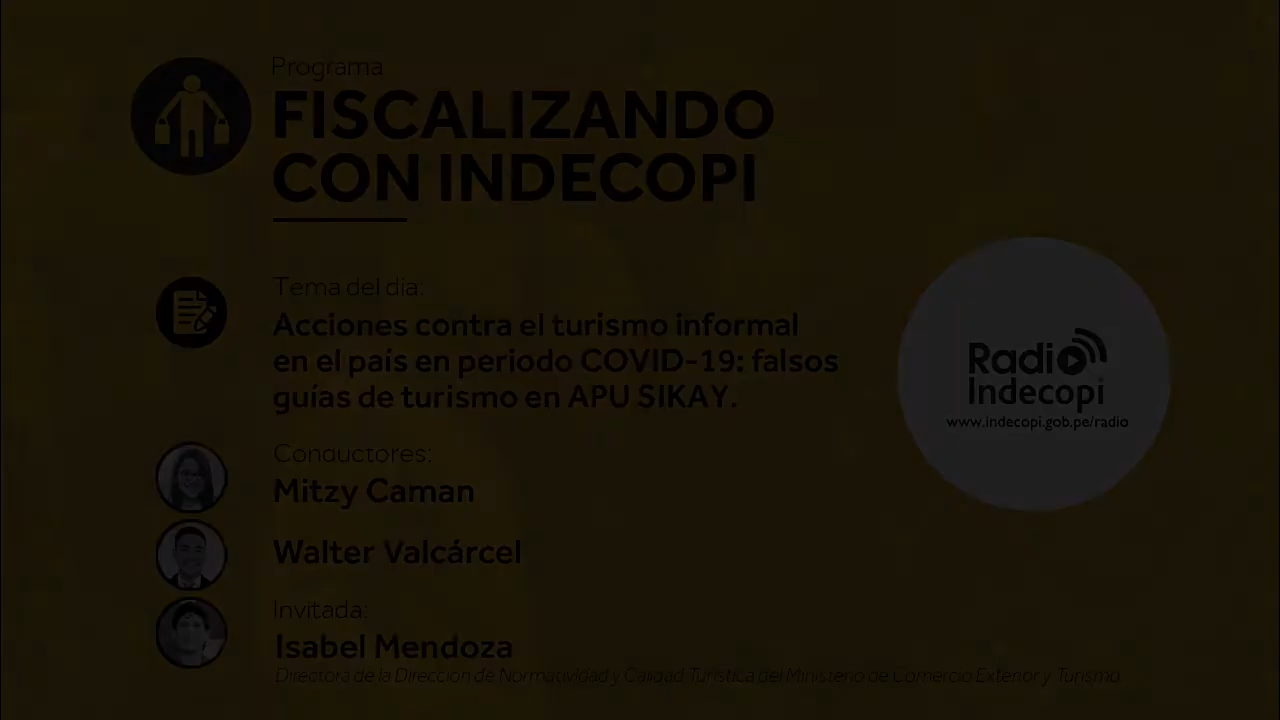 Programa
FISCALIZANDO
CON INDECOPI
Tema del día:
Acciones contra el turismo informal
en el país en periodo COVID-19: falsos
guías de turismo en APU SIKAY.
Radio
Indecopi
www.indecopi.gob.pe/radio
Conductores:
Mitzy Caman
Walter Valcárcel
Invitada:
Isabel Mendoza
Directora de la Dirección de Normatividad y Calidad Turística del Ministerio de Comercio Exterior y Turismo